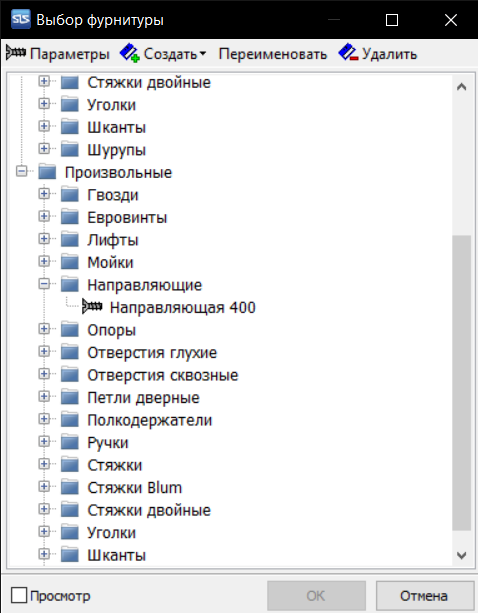 SLS Выбор фурнитуры
Параметры Создать Переименовать Удалить
Стяжки двойные
Уголки
Шканты
Шурупы
Произвольные
Гвозди
Евровинты
Лифты
Мойки
Направляющие
Направляющая 400
Опоры
Отверстия глухие
Отверстия сквозные
Петли дверные
Полкодержатели
Ручки
Стяжки
Стяжки Blum
Стяжки двойные
Уголки
Шканты
Просмотр OK Отмена